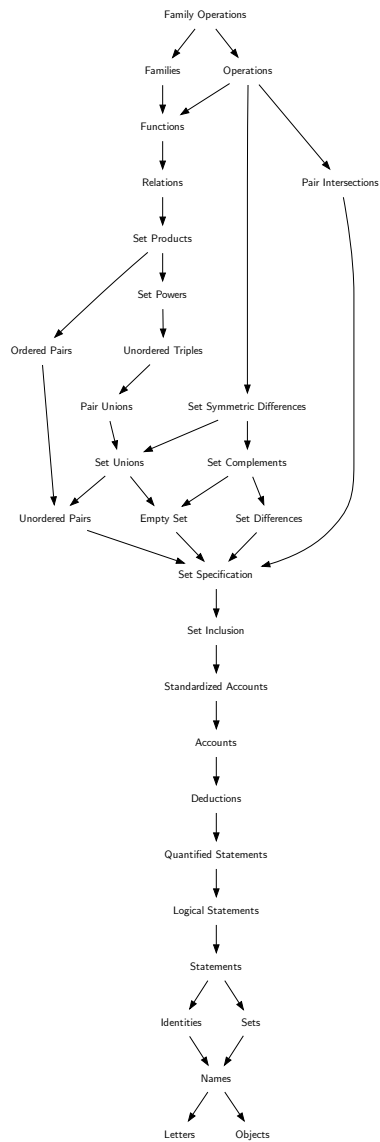 Family Operations
Families
Operations
Functions
Relations
Pair Intersections
Set Products
Set Powers
Ordered Pairs
Unordered Triples
Pair Unions
Set Symmetric Differences
Set Unions
Set Complements
Unordered Pairs
Empty Set
Set Differences
Set Specification
Set Inclusion
Standardized Accounts
Accounts
Deductions
Quantified Statements
Logical Statements
Statements
Identities
Sets
Names
Letters
Objects